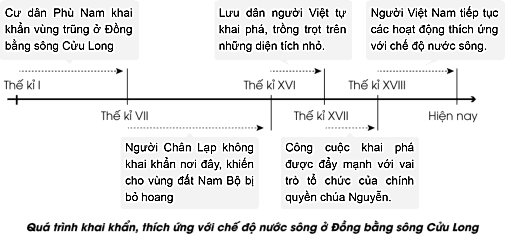 Cư dân Phù Nam khai
khẩn vùng trũng ở Đồng
bằng sông Cửu Long
Lưu dân người Việt tự
khai phá, trồng trọt trên
những diện tích nhỏ.
Người Việt Nam tiếp tục
các hoạt động thích ứng
với chế độ nước sông.
Thế kỉ I
Thế kỉ XVI
Thế kỉ XVIII
Thế kỉ VII
Thế kỉ XVII
Hiện nay
Người Chân Lạp không
khai khẩn nơi đây, khiến
cho vùng đất Nam Bộ bị
bỏ hoang
Công cuộc khai phá
được đẩy mạnh với vai
trò tổ chức của chính
quyền chúa Nguyễn.
Quá trình khai khẩn, thích ứng với chế độ nước sông ở Đồng bằng sông Cửu Long